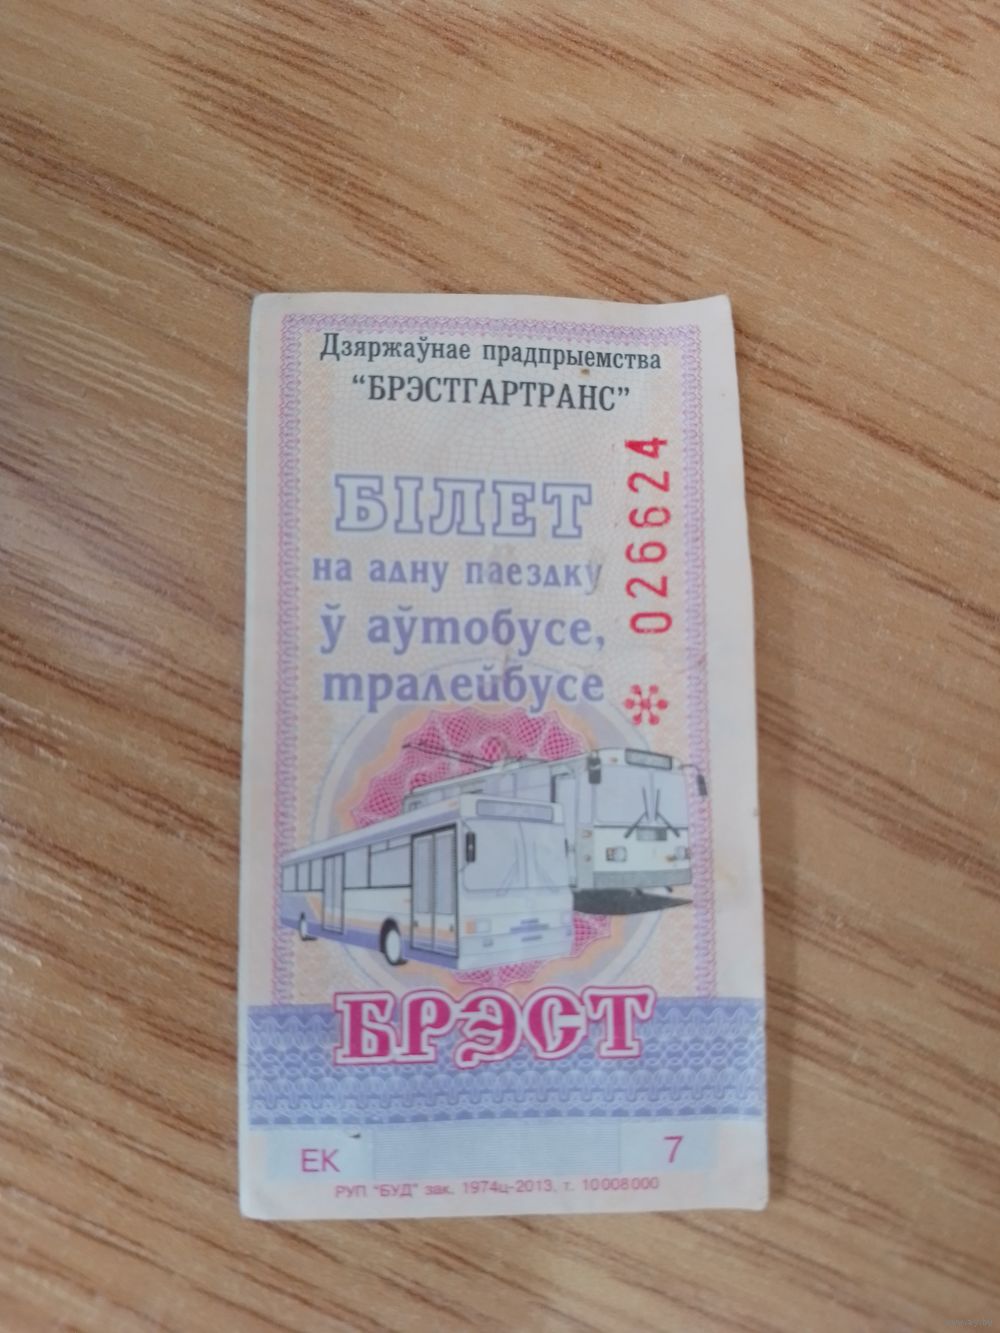 Дзяржаўнае прадпрыемства
“БРЭСТГАРТРАНС”
БІЛЕТ
на адну паездку
ў аўтобусе,
тралейбусе
026624
БРЭСТ
ЕК 7
РУП "БУД" зак. 1974ц-2013, т. 10008000